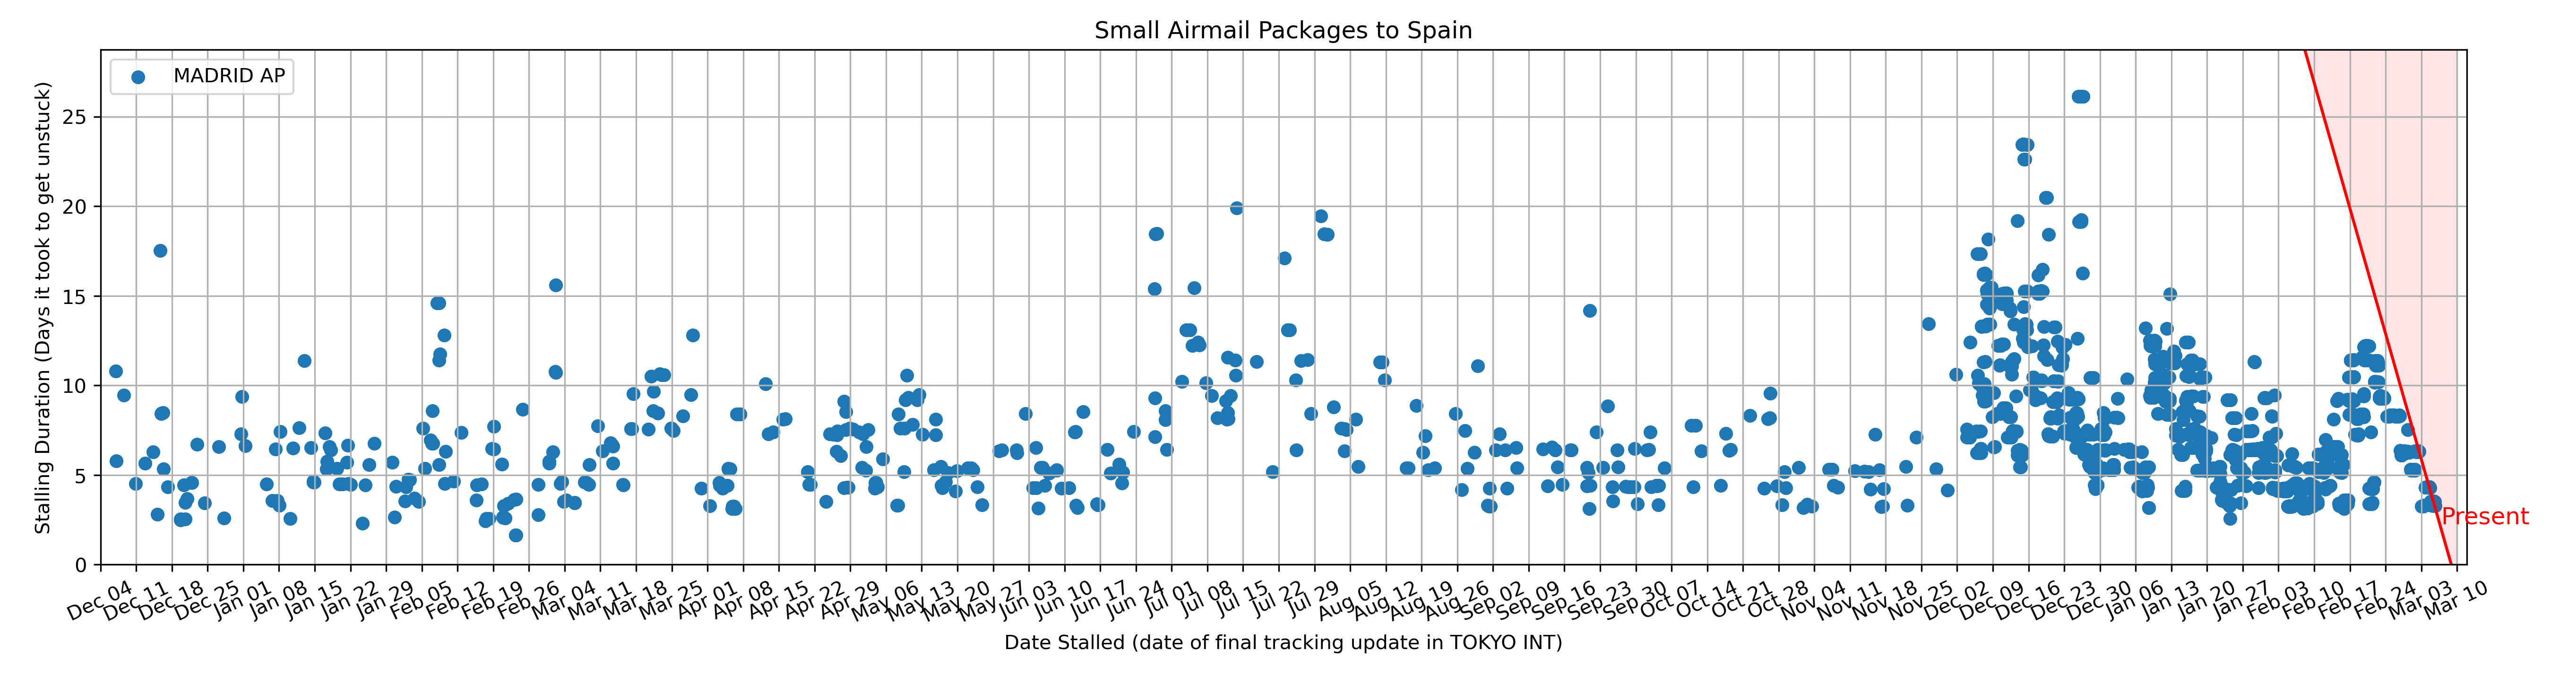 Small Airmail Packages to Spain
MADRID AP
Stalling Duration (Days it took to get unstuck)
25
20
15
10
5
0
Present
Dec 04
Dec 11
Dec 18
Dec 25
Jan 01
Jan 08
Jan 15
Jan 22
Jan 29
Feb 05
Feb 12
Feb 19
Feb 26
Mar 04
Mar 11
Mar 18
Mar 25
Apr 01
Apr 08
Apr 15
Apr 22
Apr 29
May 06
May 13
May 20
May 27
Jun 03
Jun 10
Jun 17
Jun 24
Jul 01
Jul 08
Jul 15
Jul 22
Jul 29
Aug 05
Aug 12
Aug 19
Aug 26
Sep 02
Sep 09
Sep 16
Sep 23
Sep 30
Oct 07
Oct 14
Oct 21
Oct 28
Nov 04
Nov 11
Nov 18
Nov 25
Dec 02
Dec 09
Dec 16
Dec 23
Dec 30
Jan 06
Jan 13
Jan 20
Jan 27
Feb 03
Feb 10
Feb 17
Feb 24
Mar 03
Mar 10
Date Stalled (date of final tracking update in TOKYO INT)